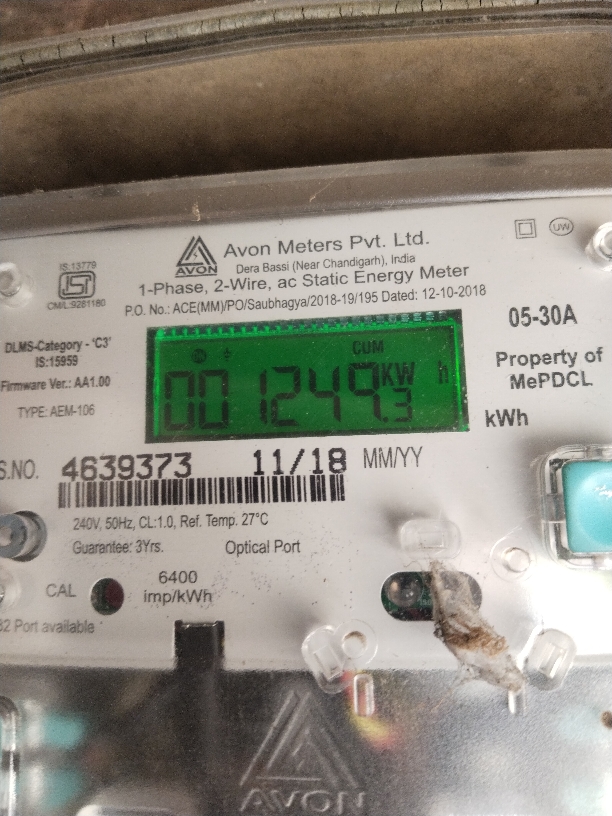 AVON
Avon Meters Pvt. Ltd.
Dera Bassi (Near Chandigarh), India
1-Phase, 2-Wire, ac Static Energy Meter
P.O. No.: ACE(MM)/PO/Saubhagya/2018-19/195 Dated: 12-10-2018
UW
IS:13779
ISI
CM/L:9261180
DLMS-Category - 'C3'
IS:15959
Firmware Ver.: AA1.00
TYPE: AEM-106
CUM
001249.3 KW h
05-30A
Property of
MePDCL
kWh
S.NO. 4639373 11/18 MM/YY
240V, 50Hz, CL:1.0, Ref. Temp. 27°C
Guarantee: 3Yrs. Optical Port
CAL
6400
imp/kWh
Port available
AVON